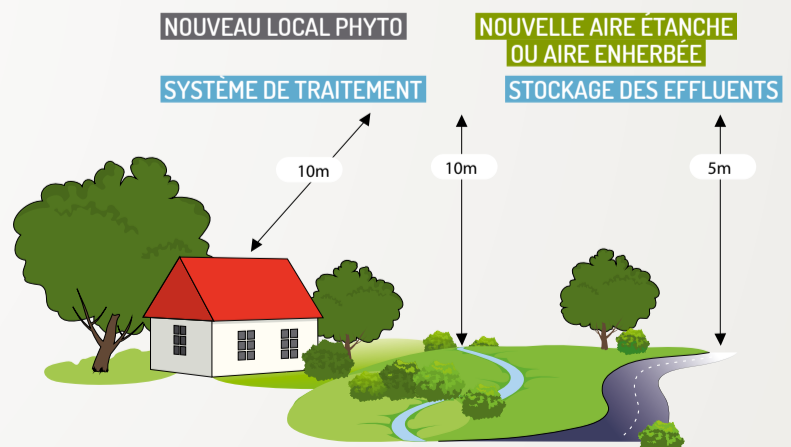 NOUVEAU LOCAL PHYTO
NOUVELLE AIRE ÉTANCHE
OU AIRE ENHERBÉE
SYSTÈME DE TRAITEMENT
STOCKAGE DES EFFLUENTS
10m
10m
5m